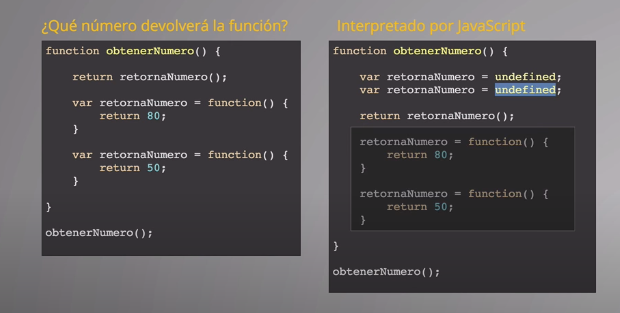 ¿Qué número devolverá la función?
function obtenerNumero() {
return retornaNumero();
var retornaNumero = function() {
return 80;
}
var retornaNumero = function() {
return 50;
}
}
obtenerNumero();
Interpretado por JavaScript
function obtenerNumero() {
var retornaNumero = undefined;
var retornaNumero = undefined;
return retornaNumero();
retornaNumero = function() {
return 80;
}
retornaNumero = function() {
return 50;
}
}
obtenerNumero();